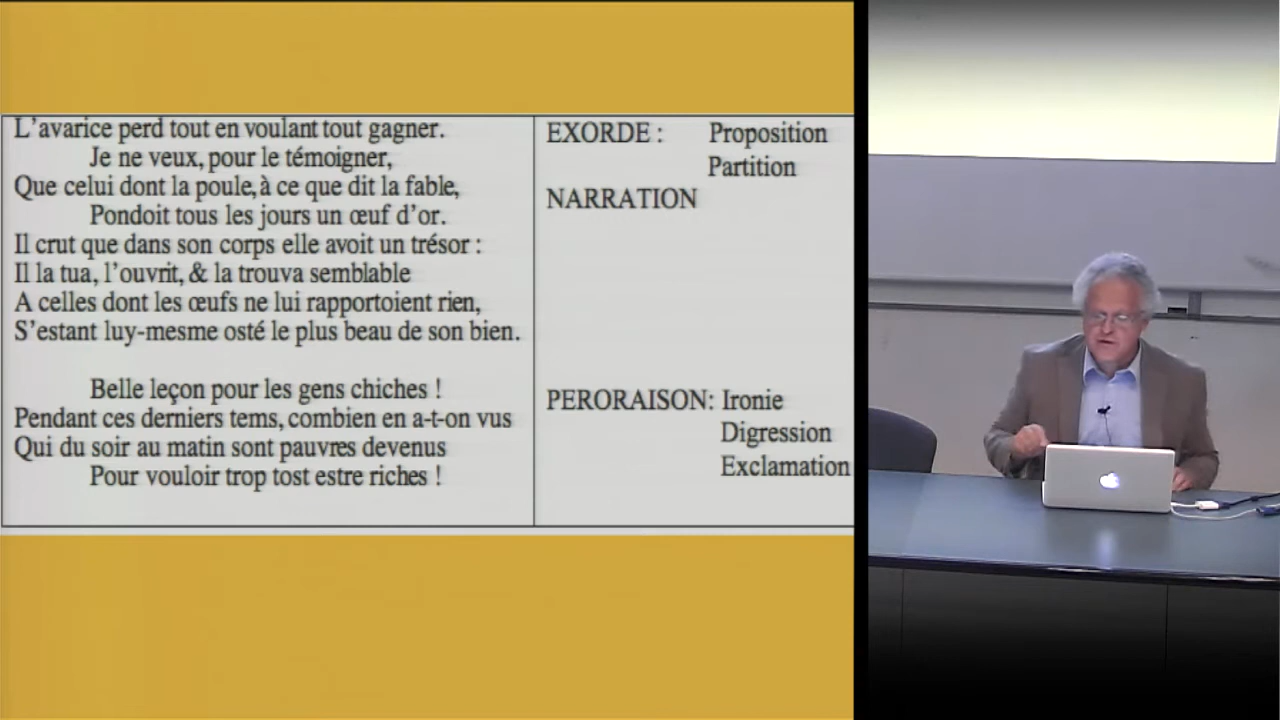 L’avarice perd tout en voulant tout gagner.
Je ne veux, pour le témoigner,
Que celui dont la poule, à ce que dit la fable,
Pondoit tous les jours un œuf d’or.
Il crut que dans son corps elle avoit un trésor :
Il la tua, l’ouvrit, & la trouva semblable
A celles dont les œufs ne lui rapportoient rien,
S’estant luy-mesme osté le plus beau de son bien.
Belle leçon pour les gens chiches !
Pendant ces derniers tems, combien en a-t-on vus
Qui du soir au matin sont pauvres devenus
Pour vouloir trop tost estre riches !
EXORDE : Proposition
Partition
NARRATION
PERORAISON: Ironie
Digression
Exclamation